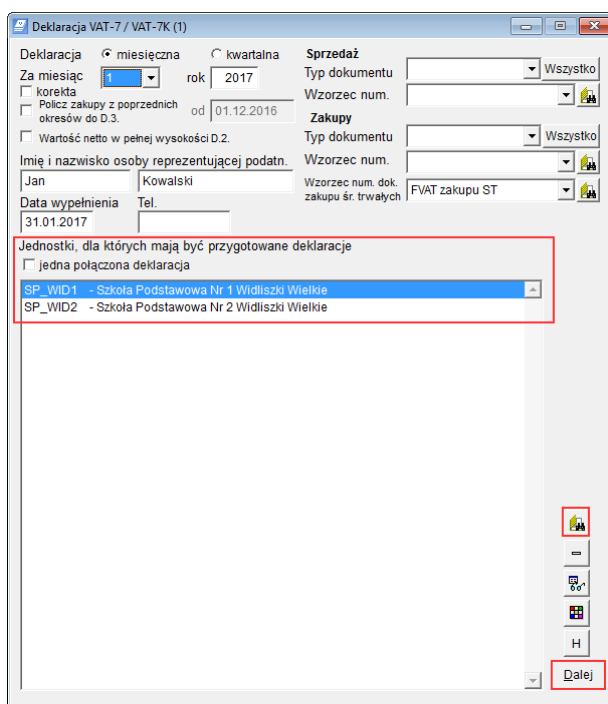 Deklaracja VAT-7 / VAT-7K (1)
Deklaracja miesięczna kwartalna
Za miesiąc 1 rok 2017
korekta
Policz zakupy z poprzednich okresów do D.3. od 01.12.2016
Wartość netto w pełnej wysokości D.2.
Imię i nazwisko osoby reprezentującej podatn.
Jan Kowalski
Data wypełnienia Tel.
31.01.2017
Sprzedaż
Typ dokumentu Wszystko
Wzorzec num.
Zakupy
Typ dokumentu Wszystko
Wzorzec num.
Wzorzec num. dok. zakupu śr. trwałych FVAT zakupu ST
Jednostki, dla których mają być przygotowane deklaracje
jedna połączona deklaracja
SP_WID1 - Szkoła Podstawowa Nr 1 Widliszki Wielkie
SP_WID2 - Szkoła Podstawowa Nr 2 Widliszki Wielkie
H
Dalej